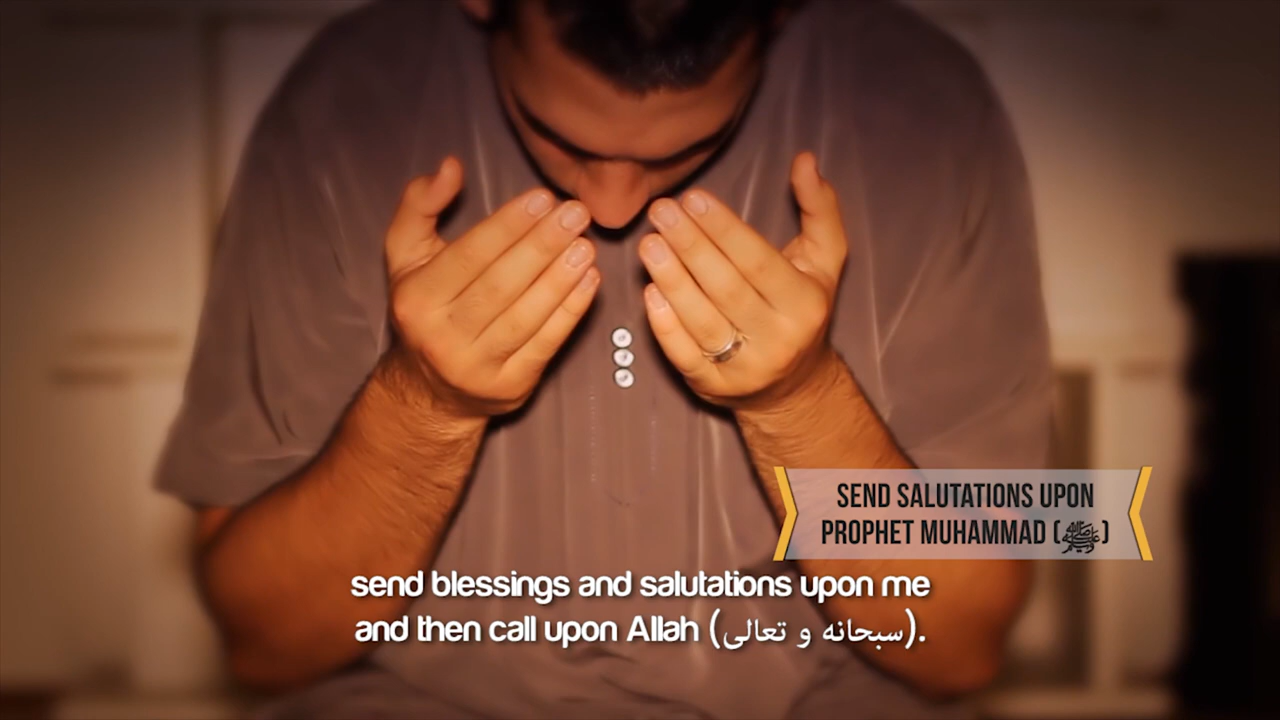 SEND SALUTATIONS UPON
PROPHET MUHAMMAD (ﷺ)
send blessings and salutations upon me
and then call upon Allah (سبحانه و تعالى).